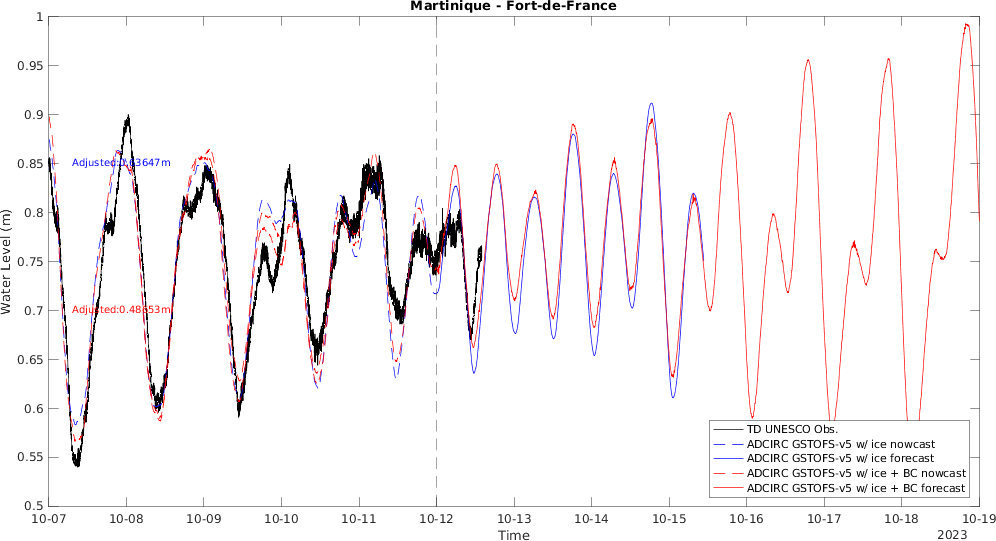 Martinique - Fort-de-France
Water Level (m)
1
0.95
0.9
0.85
0.8
0.75
0.7
0.65
0.6
0.55
0.5
Adjusted:0.63647m
Adjusted:0.48853m
TD UNESCO Obs.
ADCIRC GSTOFS-v5 w/ ice nowcast
ADCIRC GSTOFS-v5 w/ ice forecast
ADCIRC GSTOFS-v5 w/ ice + BC nowcast
ADCIRC GSTOFS-v5 w/ ice + BC forecast
10-07 10-08 10-09 10-10 10-11 10-12 10-13 10-14 10-15 10-16 10-17 10-18 10-19
Time
2023